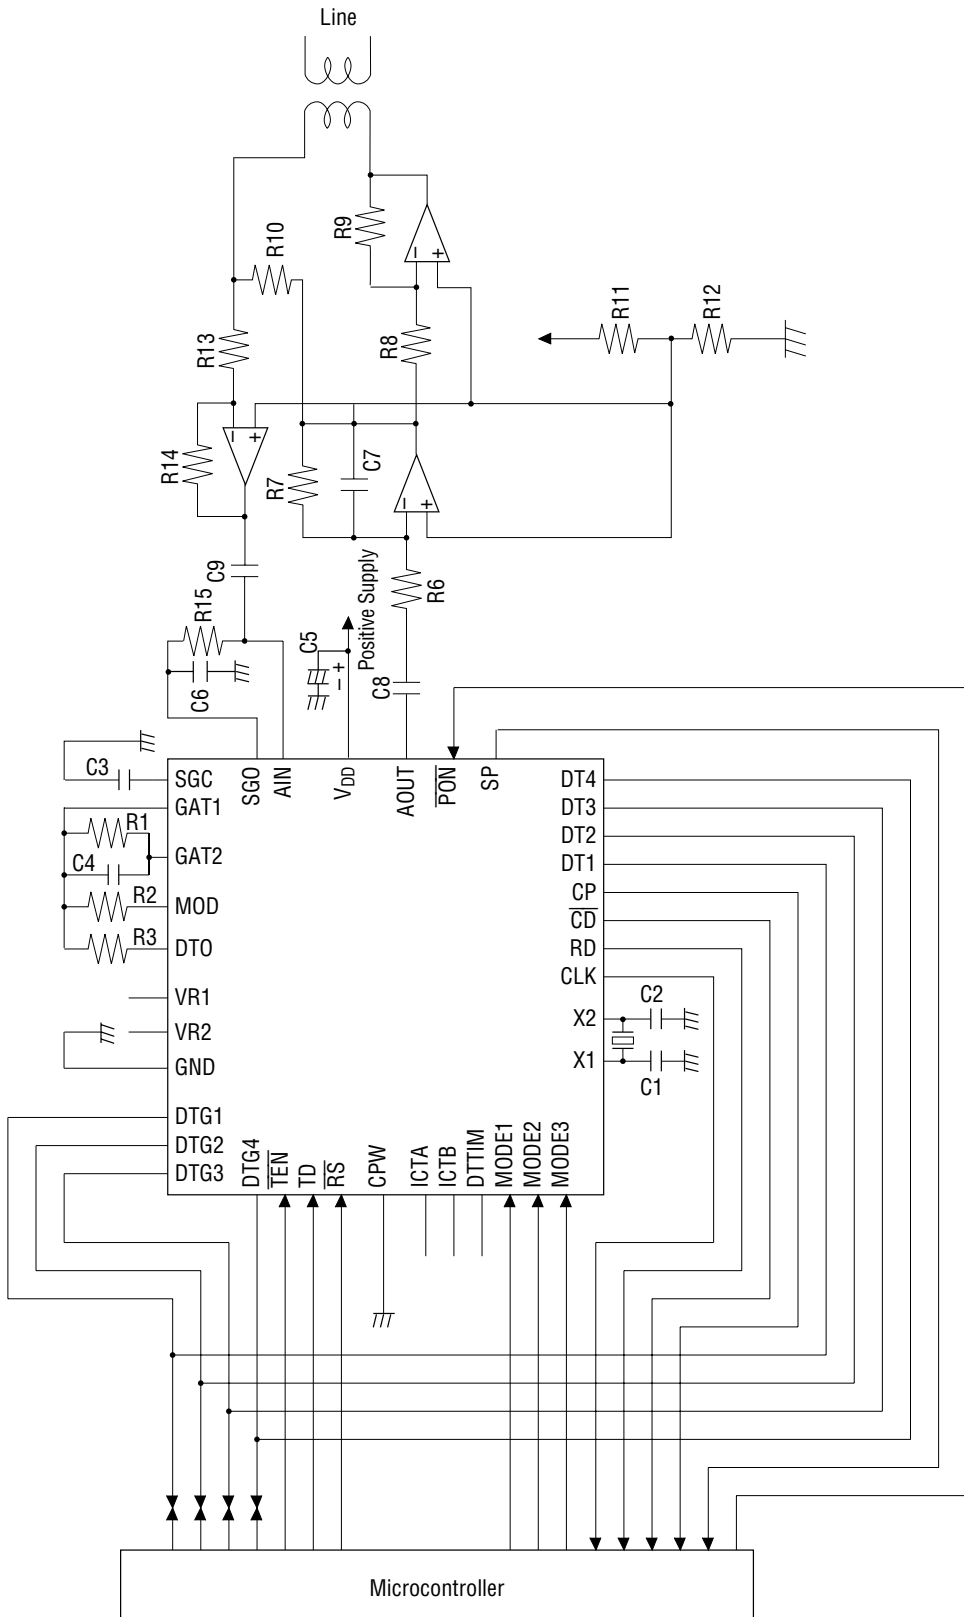 Line
R9
R10
− +
R11
R12
R13
R8
− +
R14
R7
C7
− +
C9
R15
C5
Positive Supply
− +
R6
C6
C8
C3
SGC
SGO
AIN
VDD
AOUT
PON
SP
DT4
GAT1
DT3
R1
DT2
C4
GAT2
DT1
R2
MOD
CP
R3
DTO
CD
RD
CLK
VR1
C2
VR2
X2
GND
X1
C1
DTG1
DTG2
DTG3
DTG4
TEN
TD
RS
CPW
ICTA
ICTB
DTTIM
MODE1
MODE2
MODE3
Microcontroller